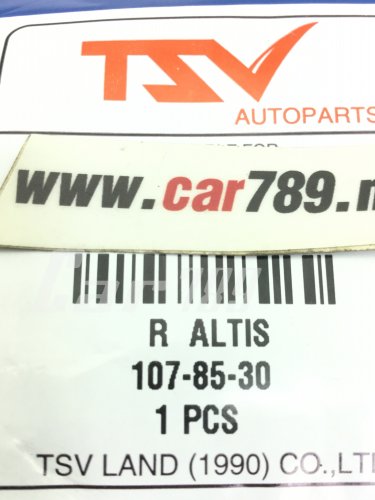 TSV
AUTOPARTS
www.car789.n
R ALTIS
107-85-30
1 PCS
TSV LAND (1990) CO.,LT